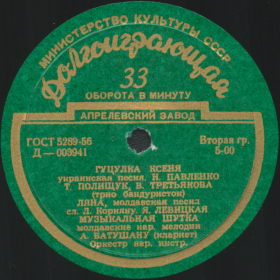 МИНИСТЕРСТВО КУЛЬТУРЫ СССР
Долгоиграющая
33
ОБОРОТА В МИНУТУ
АПРЕЛЕВСКИЙ ЗАВОД
ГОСТ 5289-56
Д — 003941
Вторая гр.
5-00
ГУЦУЛКА КСЕНЯ
украинская песня. Н. ПАВЛЕНКО
Т. ПОЛИЩУК, В. ТРЕТЬЯКОВА
(трио бандуристок)
ЛЯНА, молдавская песня
сл. Л. Корняну. Я. ЛЕВИЦКАЯ
МУЗЫКАЛЬНАЯ ШУТКА
молдавские нар. мелодии
А. БАТУШАНУ (кларнет)
Оркестр нар. инстр.